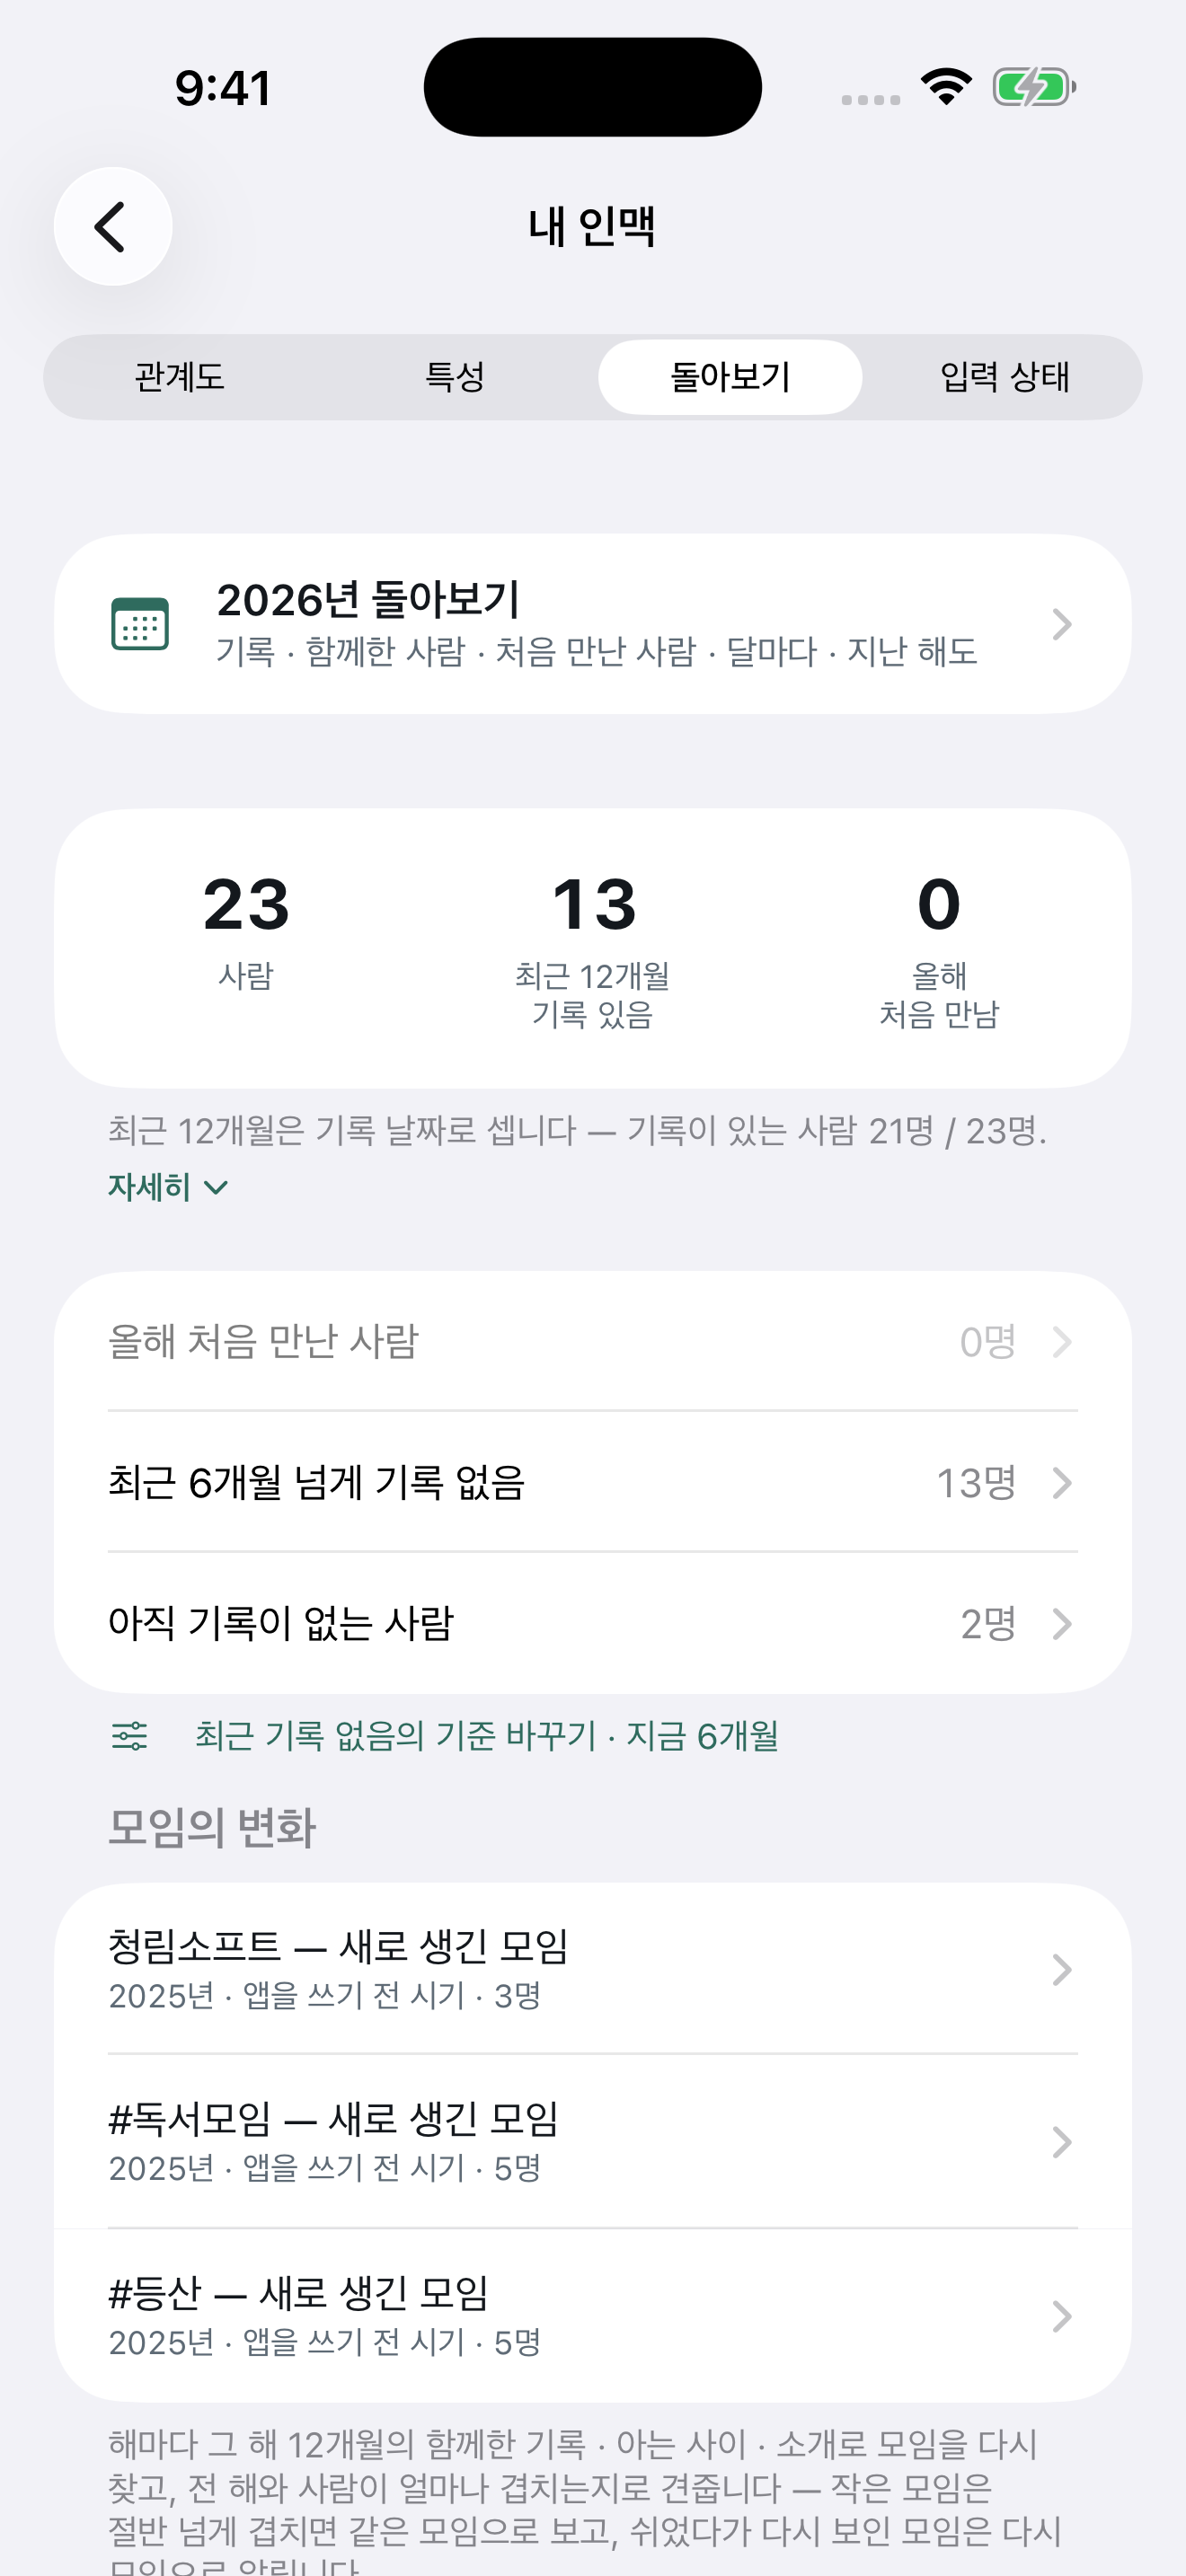 9:41
내 인맥
관계도 특성 돌아보기 입력 상태
2026년 돌아보기
기록 · 함께한 사람 · 처음 만난 사람 · 달마다 · 지난 해도
23 13 0
사람 최근 12개월 올해
기록 있음 처음 만남
최근 12개월은 기록 날짜로 셉니다 — 기록이 있는 사람 21명 / 23명.
자세히
올해 처음 만난 사람 0명
최근 6개월 넘게 기록 없음 13명
아직 기록이 없는 사람 2명
최근 기록 없음의 기준 바꾸기 · 지금 6개월
모임의 변화
청림소프트 — 새로 생긴 모임
2025년 · 앱을 쓰기 전 시기 · 3명
#독서모임 — 새로 생긴 모임
2025년 · 앱을 쓰기 전 시기 · 5명
#등산 — 새로 생긴 모임
2025년 · 앱을 쓰기 전 시기 · 5명
해마다 그 해 12개월의 함께한 기록 · 아는 사이 · 소개로 모임을 다시
찾고, 전 해와 사람이 얼마나 겹치는지로 견줍니다 — 작은 모임은
절반 넘게 겹치면 같은 모임으로 보고, 쉬었다가 다시 보인 모임은 다시
모임으로 알립니다